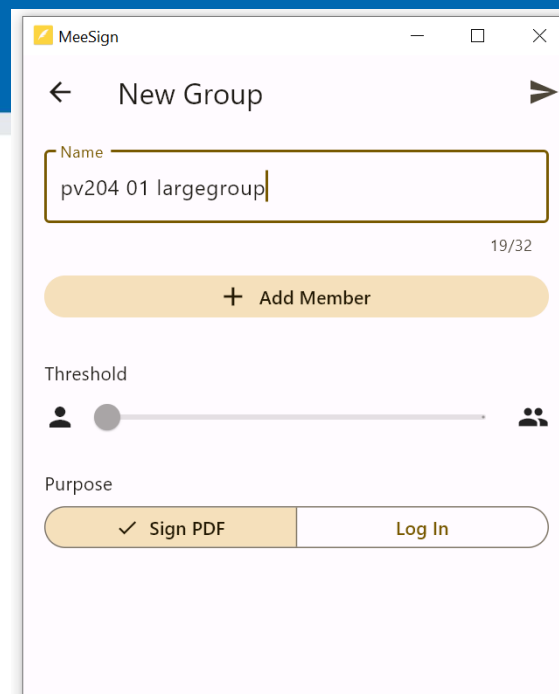 MeeSign
New Group
Name
pv204 01 largegroup
19/32
+ Add Member
Threshold
Purpose
Sign PDF
Log In